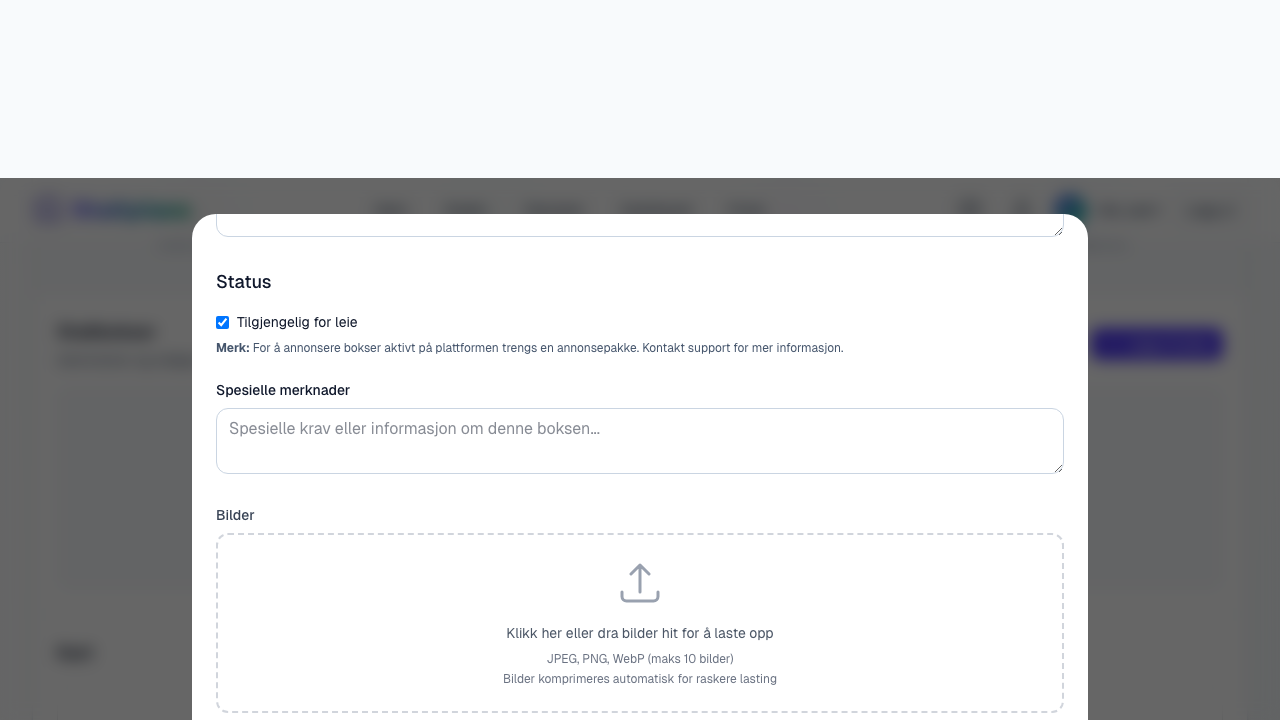 Status
Tilgjengelig for leie
Merk: For å annonsere bokser aktivt på plattformen trengs en annonsepakke. Kontakt support for mer informasjon.
Spesielle merknader
Spesielle krav eller informasjon om denne boksen...
Bilder
Klikk her eller dra bilder hit for å laste opp
JPEG, PNG, WebP (maks 10 bilder)
Bilder komprimeres automatisk for raskere lasting